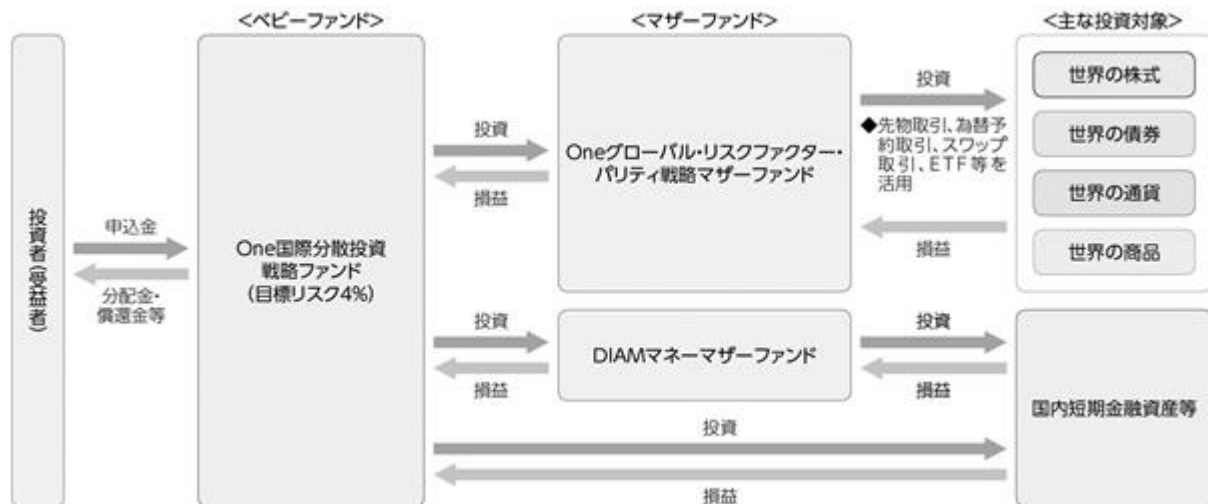 <ベビーファンド>
<マザーファンド>
<主な投資対象>
投資者(受益者)
申込金
分配金・
償還金等
One国際分散投資
戦略ファンド
(目標リスク4%)
投資
損益
Oneグローバル・リスクファクター・
パリティ戦略マザーファンド
投資
◆先物取引、為替予
約取引、スワップ
取引、ETF等を
活用
損益
世界の株式
世界の債券
世界の通貨
世界の商品
投資
損益
DIAMマネーマザーファンド
投資
損益
国内短期金融資産等
投資
損益